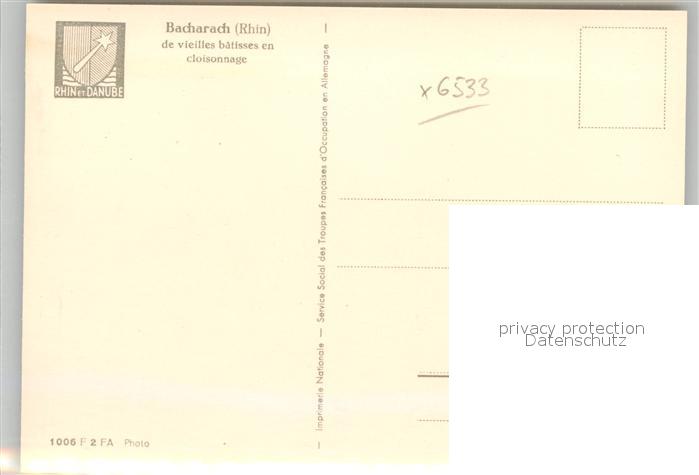 Bacharach (Rhin)
de vieilles bâtisses en
cloisonnage
RHIN ET DANUBE
x 6533
Imprimerie Nationale — Service Social des Troupes Françaises d'Occupation en Allemagne
privacy protection
Datenschutz
1006 F 2 FA Photo